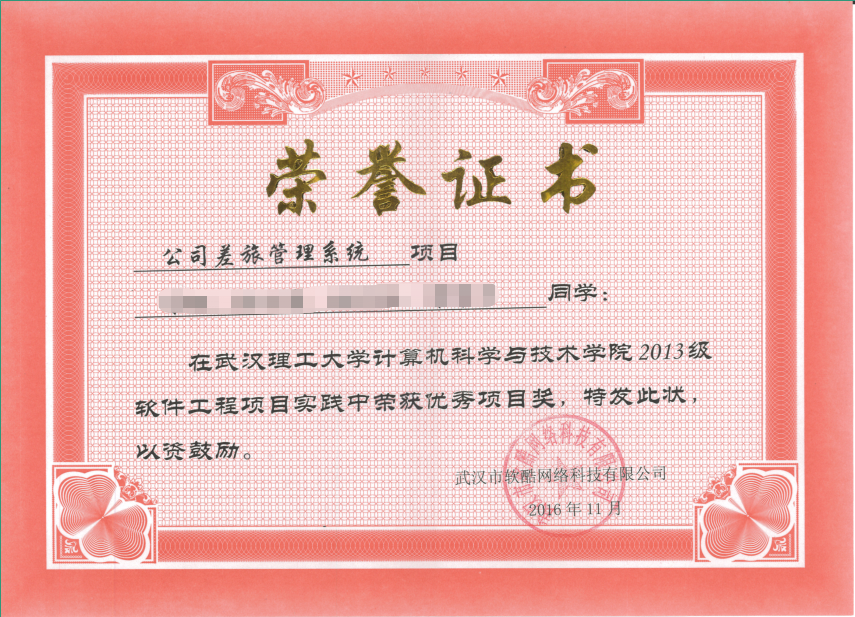 荣誉证书
公司差旅管理系统 项目
同学：
在武汉理工大学计算机科学与技术学院2013级
软件工程项目实践中荣获优秀项目奖，特发此状，
以资鼓励。
武汉市软酷网络科技有限公司
2016年11月